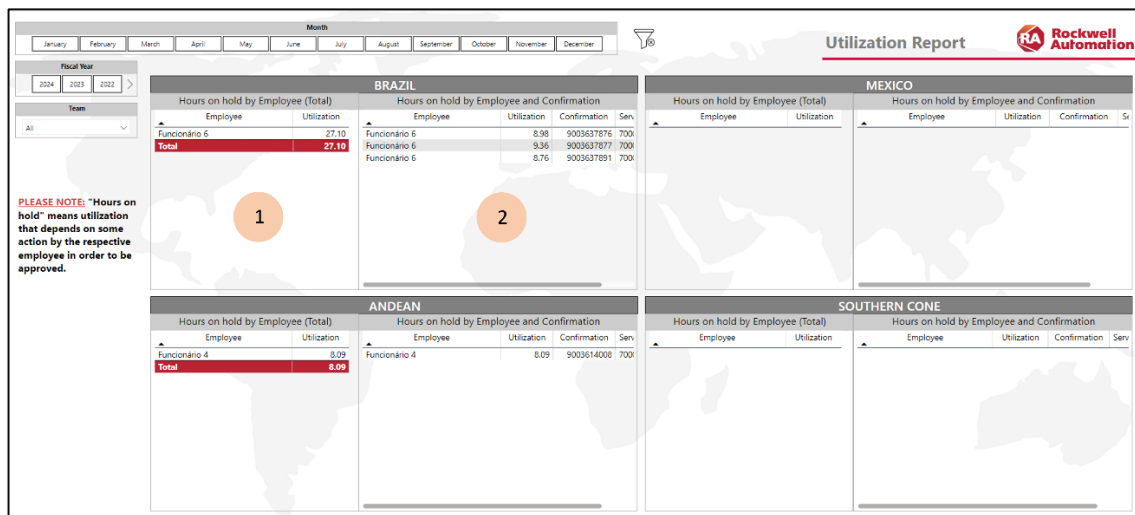 Month
January February March April May June July August September October November December
Utilization Report
Rockwell
Automation
Fiscal Year
2024 2023 2022
Team
All
PLEASE NOTE: "Hours on
hold" means utilization
that depends on some
action by the respective
employee in order to be
approved.
BRAZIL
Hours on hold by Employee (Total)
Employee Utilization
Funcionário 6 27.10
Total 27.10
1
Hours on hold by Employee and Confirmation
Employee Utilization Confirmation Serv
Funcionário 6 8.98 9003637876 700
Funcionário 6 9.36 9003637877 700
Funcionário 6 8.76 9003637891 700
2
MEXICO
Hours on hold by Employee (Total)
Employee Utilization
Hours on hold by Employee and Confirmation
Employee Utilization Confirmation Se
ANDEAN
Hours on hold by Employee (Total)
Employee Utilization
Funcionário 4 8.09
Total 8.09
Hours on hold by Employee and Confirmation
Employee Utilization Confirmation Serv
Funcionário 4 8.09 9003614008 700
SOUTHERN CONE
Hours on hold by Employee (Total)
Employee Utilization
Hours on hold by Employee and Confirmation
Employee Utilization Confirmation Serv